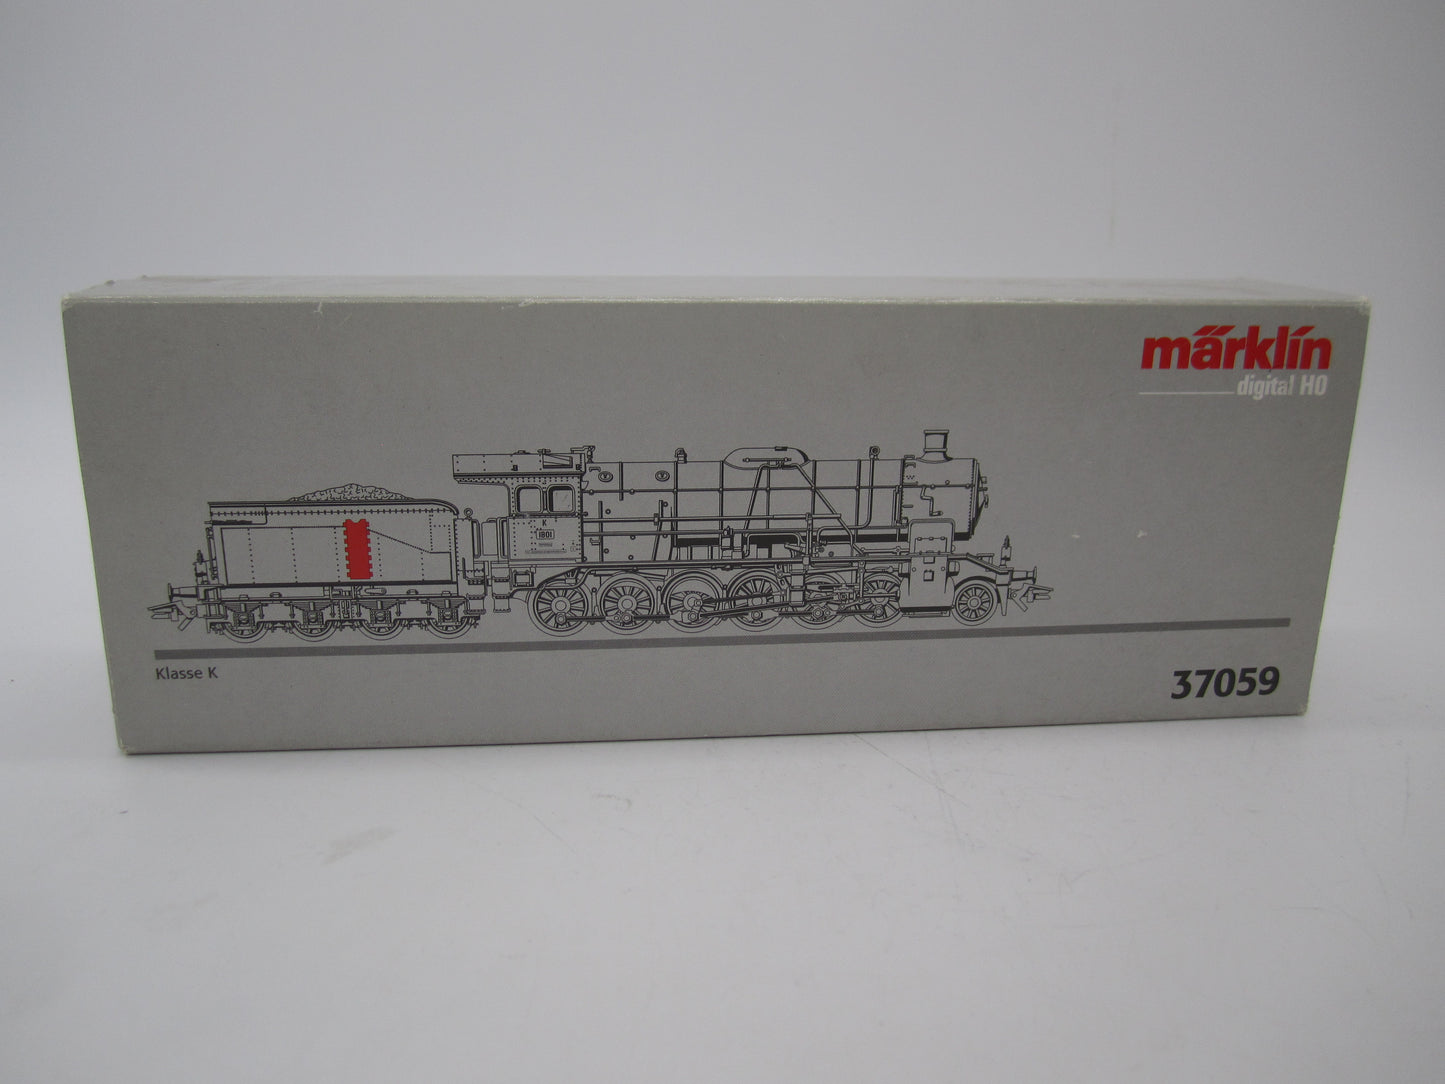 märklin
digital H0
K
1801
Klasse K
37059